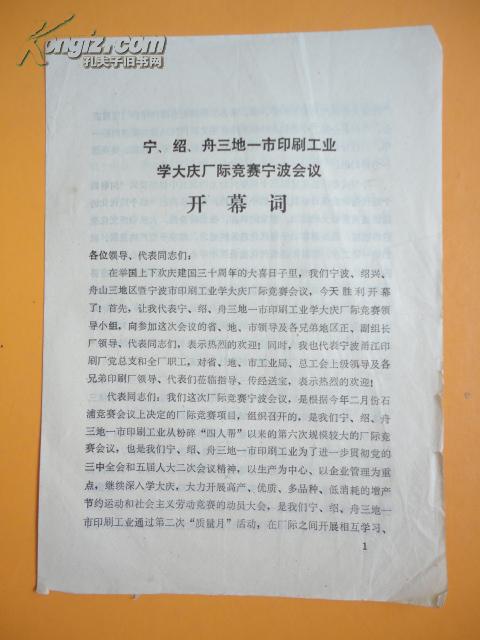 Kongfz.com
孔夫子旧书网
宁、绍、舟三地一市印刷工业
学大庆厂际竞赛宁波会议
开幕词
各位领导、代表同志们：
在举国上下欢庆建国三十周年的大喜日子里，我们宁波、绍兴、
舟山三地区暨宁波市印刷工业学大庆厂际竞赛会议，今天胜利开幕
了！首先，让我代表宁、绍、舟三地一市印刷工业学大庆厂际竞赛领
导小组，向参加这次会议的省、地、市领导及各兄弟地区正、副组长
厂领导、代表同志们，表示热烈的欢迎！同时，我也代表宁波甬江印
刷厂党总支和全厂职工，对省、地、市工业局、总工会上级领导及各
兄弟印刷厂领导、代表们莅临指导、传经送宝，表示热烈的欢迎！
代表同志们：我们这次厂际竞赛宁波会议，是根据今年二月份石
浦竞赛会议上决定的厂际竞赛项目，组织召开的，是我们宁、绍、舟
三地一市印刷工业从粉碎“四人帮”以来的第六次规模较大的厂际竞
赛会议，也是我们宁、绍、舟三地一市印刷工业为了进一步贯彻党的
三中全会和五届人大二次会议精神，以生产为中心、以企业管理为重
点，继续深入学大庆，大力开展高产、优质、多品种、低消耗的增产
节约运动和社会主义劳动竞赛的动员大会，是我们宁、绍、舟三地一
市印刷工业通过第二次“质量月”活动，在厂际之间开展相互学习、
1